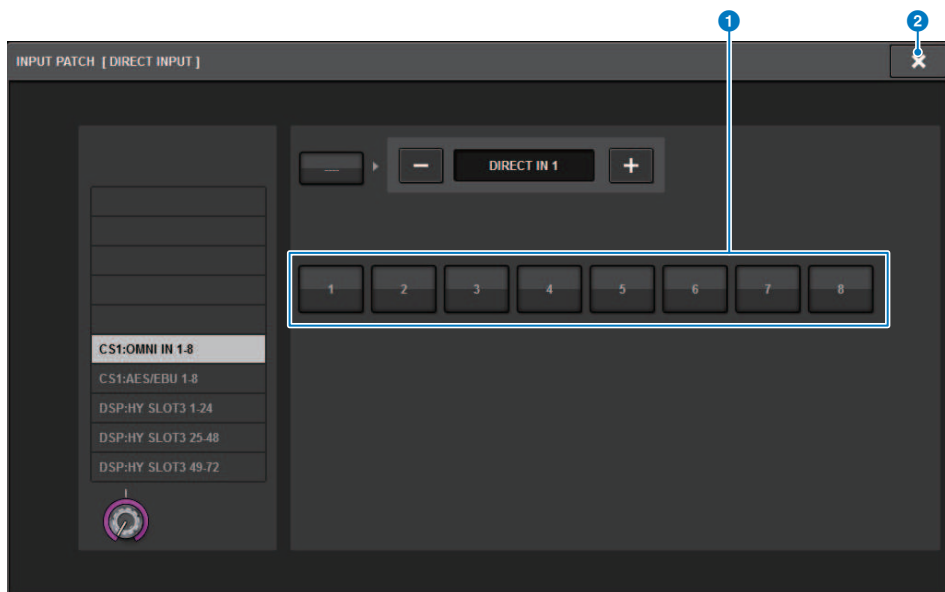 1 2
INPUT PATCH [ DIRECT INPUT ]
DIRECT IN 1
1 2 3 4 5 6 7 8
CS1:OMNI IN 1-8
CS1:AES/EBU 1-8
DSP:HY SLOT3 1-24
DSP:HY SLOT3 25-48
DSP:HY SLOT3 49-72